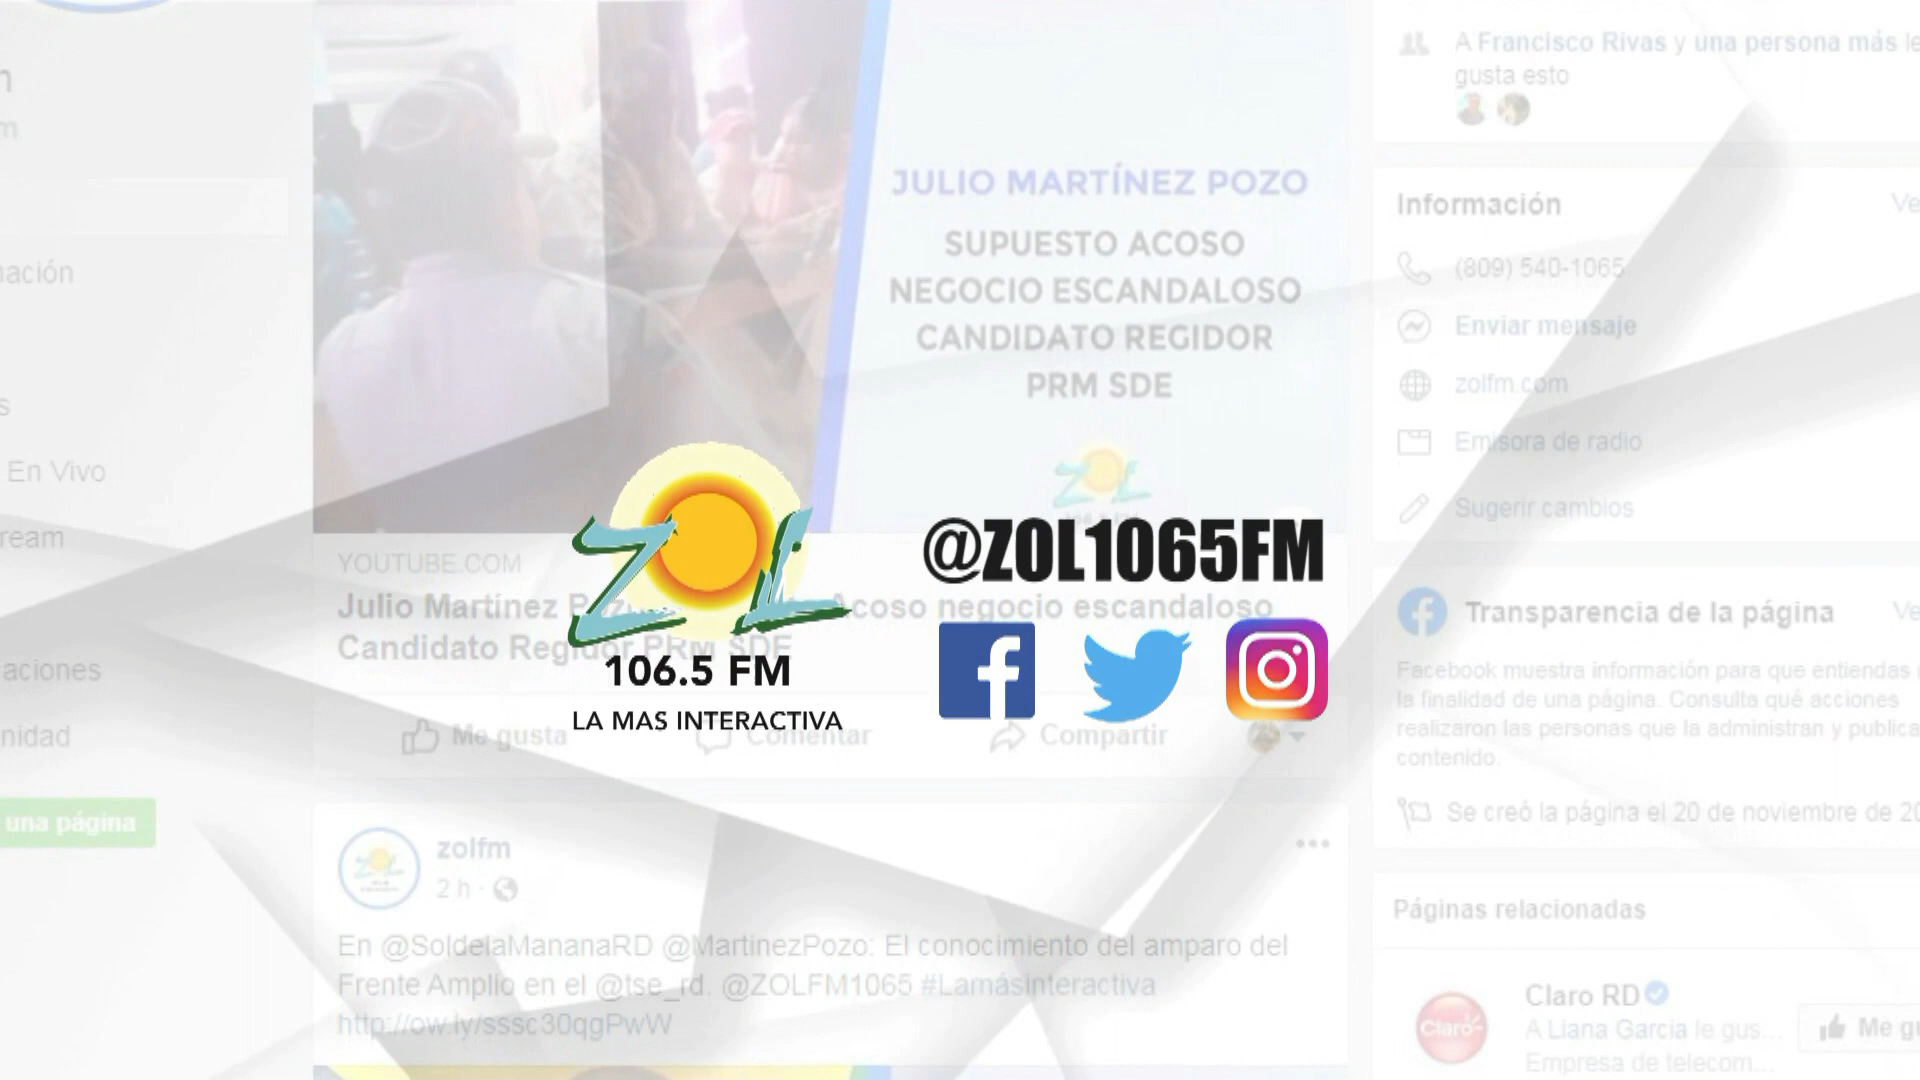 A Francisco Rivas y una persona más le
gusta esto
JULIO MARTÍNEZ POZO
SUPUESTO ACOSO
NEGOCIO ESCANDALOSO
CANDIDATO REGIDOR
PRM SDE
Información
(809) 540-1065
Enviar mensaje
zolfm.com
Emisora de radio
Sugerir cambios
En Vivo
YOUTUBE.COM
Julio Martínez Acoso negocio escandaloso
Candidato Regidor PRM SDE
ZOL
106.5 FM
LA MAS INTERACTIVA
@ZOL1065FM
Me gusta
Comentar
Compartir
Transparencia de la página
Facebook muestra información para que entiendas
la finalidad de una página. Consulta qué acciones
realizaron las personas que la administran y publica
contenido.
Se creó la página el 20 de noviembre de 20
una página
zolfm
2 h ·
En @SoldelaMananaRD @MartinezPozo: El conocimiento del amparo del
Frente Amplio en el @tse_rd. @ZOLFM1065 #Lamásinteractiva
http://ow.ly/sssc30qgPwW
Páginas relacionadas
Claro RD
A Liana Garcia le gus...
Empresa de telecom...
Claro
Me gu